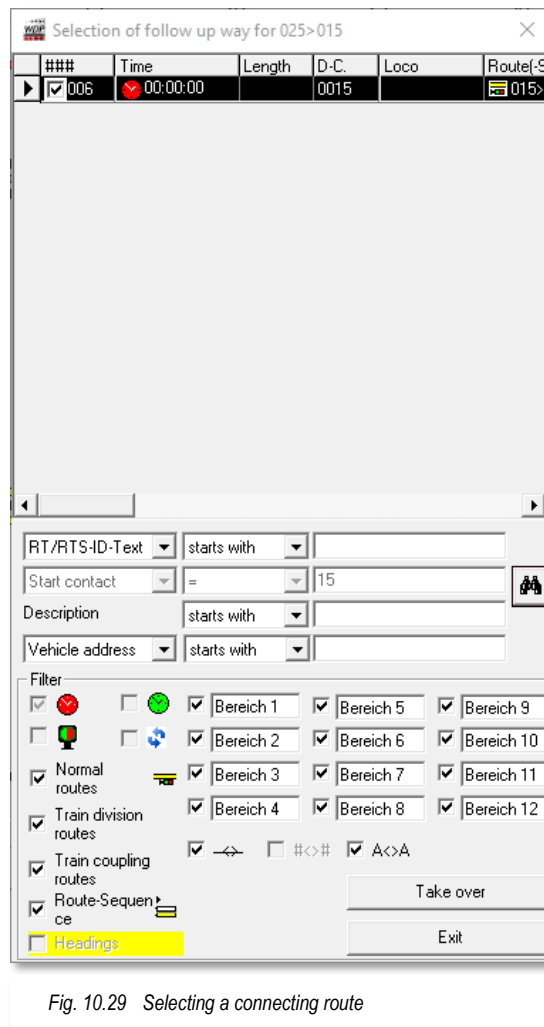 WDP Selection of follow up way for 025>015
### Time Length D-C. Loco Route(-S
006 00:00:00 0015 015>
RT/RTS-ID-Text starts with
Start contact = 15
Description starts with
Vehicle address starts with
Filter
Bereich 1 Bereich 5 Bereich 9
Bereich 2 Bereich 6 Bereich 10
Normal routes Bereich 3 Bereich 7 Bereich 11
Train division routes Bereich 4 Bereich 8 Bereich 12
#<># A<>A
Train coupling routes
Take over
Route-Sequen
ce
Exit
Headings
Fig. 10.29 Selecting a connecting route